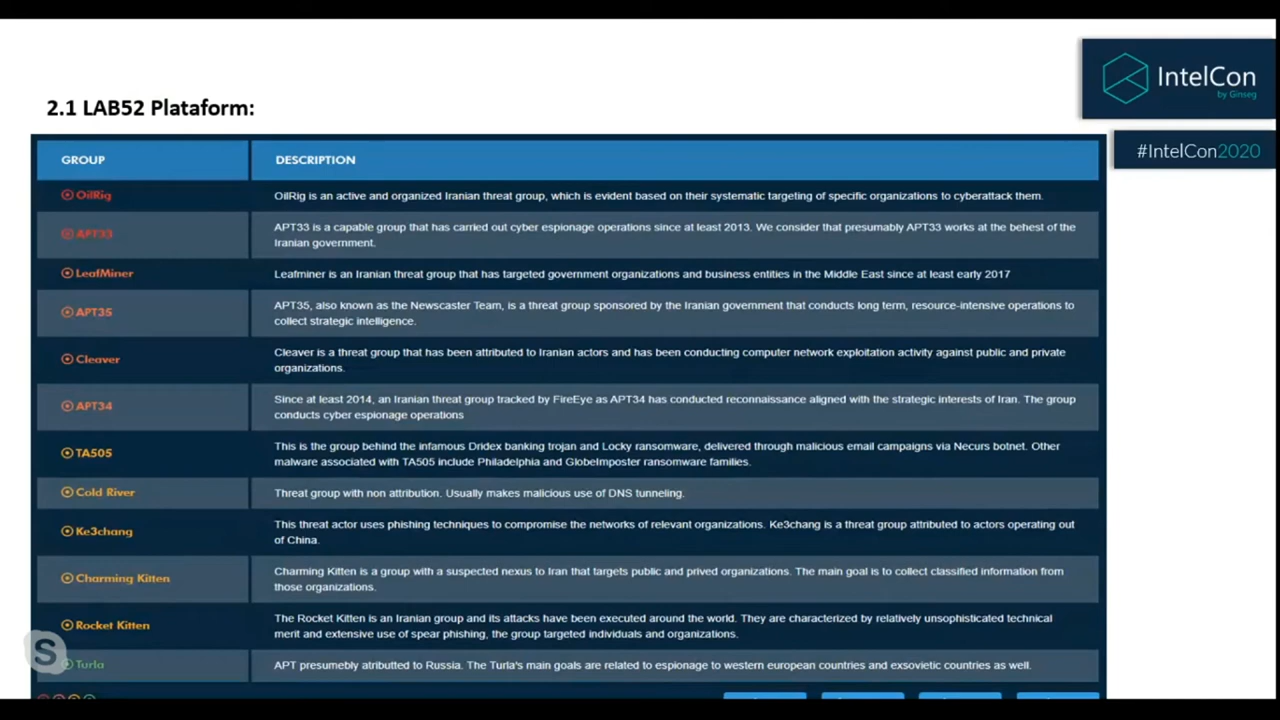 IntelCon
by Ginseg
#IntelCon2020
2.1 LAB52 Plataform:
GROUP DESCRIPTION
OilRig OilRig is an active and organized Iranian threat group, which is evident based on their systematic targeting of specific organizations to cyberattack them.
APT33 APT33 is a capable group that has carried out cyber espionage operations since at least 2013. We consider that presumably APT33 works at the behest of the
Iranian government.
LeafMiner Leafminer is an Iranian threat group that has targeted government organizations and business entities in the Middle East since at least early 2017
APT35 APT35, also known as the Newscaster Team, is a threat group sponsored by the Iranian government that conducts long term, resource-intensive operations to
collect strategic intelligence.
Cleaver Cleaver is a threat group that has been attributed to Iranian actors and has been conducting computer network exploitation activity against public and private
organizations.
APT34 Since at least 2014, an Iranian threat group tracked by FireEye as APT34 has conducted reconnaissance aligned with the strategic interests of Iran. The group
conducts cyber espionage operations
TA505 This is the group behind the infamous Dridex banking trojan and Locky ransomware, delivered through malicious email campaigns via Necurs botnet. Other
malware associated with TA505 include Philadelphia and GlobeImposter ransomware families.
Cold River Threat group with non attribution. Usually makes malicious use of DNS tunneling.
Ke3chang This threat actor uses phishing techniques to compromise the networks of relevant organizations. Ke3chang is a threat group attributed to actors operating out
of China.
Charming Kitten Charming Kitten is a group with a suspected nexus to Iran that targets public and prived organizations. The main goal is to collect classified information from
those organizations.
Rocket Kitten The Rocket Kitten is an Iranian group and its attacks have been executed around the world. They are characterized by relatively unsophisticated technical
merit and extensive use of spear phishing, the group targeted individuals and organizations.
Turla APT presumebly atributted to Russia. The Turla's main goals are related to espionage to western european countries and exsovietic countries as well.
S